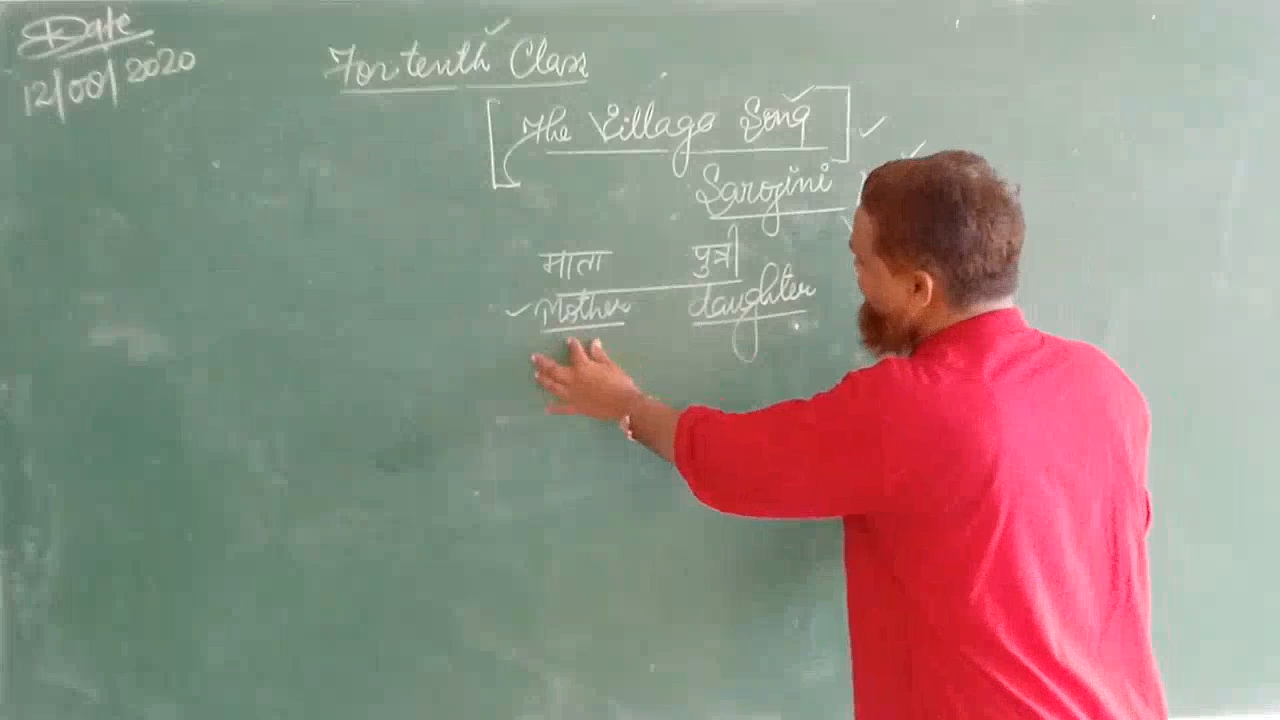 Date
12/08/2020
For tenth Class
[The Village Song]
Sarojini
माता पुत्री
Mother daughter